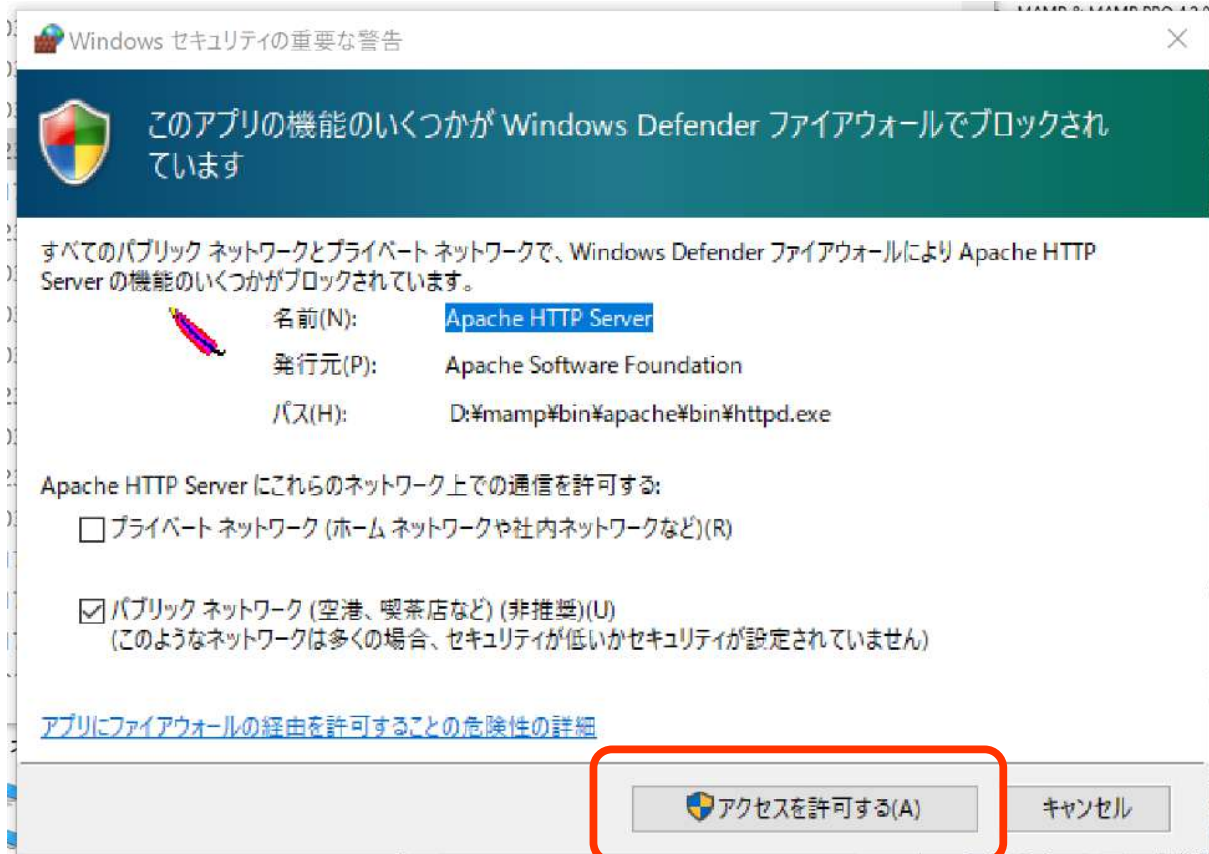 Windows セキュリティの重要な警告
このアプリの機能のいくつかが Windows Defender ファイアウォールでブロックされ
ています
すべてのパブリック ネットワークとプライベート ネットワークで、Windows Defender ファイアウォールにより Apache HTTP
Server の機能のいくつかがブロックされています。
名前(N): Apache HTTP Server
発行元(P): Apache Software Foundation
パス(H): D:¥mamp¥bin¥apache¥bin¥httpd.exe
Apache HTTP Server にこれらのネットワーク上での通信を許可する:
プライベート ネットワーク (ホーム ネットワークや社内ネットワークなど)(R)
パブリック ネットワーク (空港、喫茶店など) (非推奨)(U)
(このようなネットワークは多くの場合、セキュリティが低いかセキュリティが設定されていません)
アプリにファイアウォールの経由を許可することの危険性の詳細
アクセスを許可する(A) キャンセル